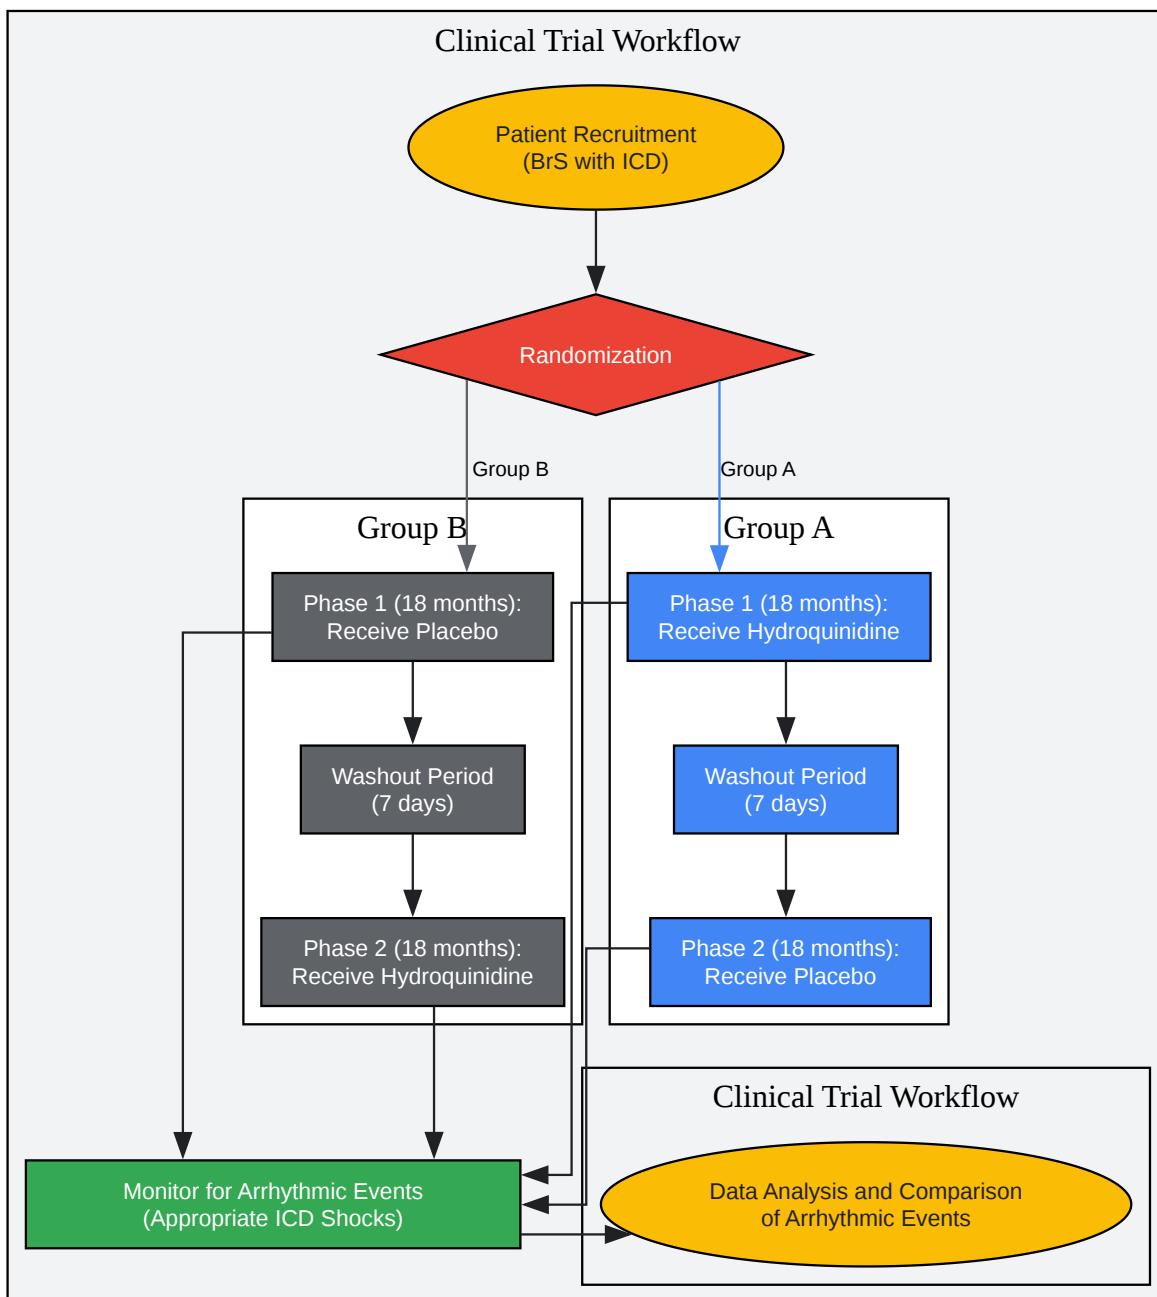 Clinical Trial Workflow
Patient Recruitment
(BrS with ICD)
Randomization
Group B
Group A
Group B
Phase 1 (18 months):
Receive Placebo
Washout Period
(7 days)
Phase 2 (18 months):
Receive Hydroquinidine
Group A
Phase 1 (18 months):
Receive Hydroquinidine
Washout Period
(7 days)
Phase 2 (18 months):
Receive Placebo
Monitor for Arrhythmic Events
(Appropriate ICD Shocks)
Clinical Trial Workflow
Data Analysis and Comparison
of Arrhythmic Events